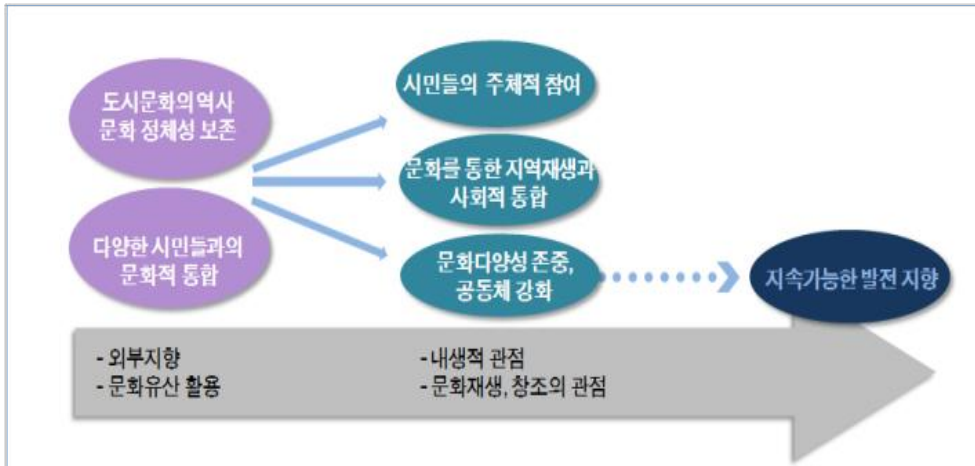 도시문화의 역사
문화 정체성 보존
다양한 시민들과의
문화적 통합
시민들의 주체적 참여
문화를 통한 지역재생과
사회적 통합
문화다양성 존중,
공동체 강화
지속가능한 발전 지향
- 외부지향
- 문화유산 활용
- 내생적 관점
- 문화재생, 창조의 관점